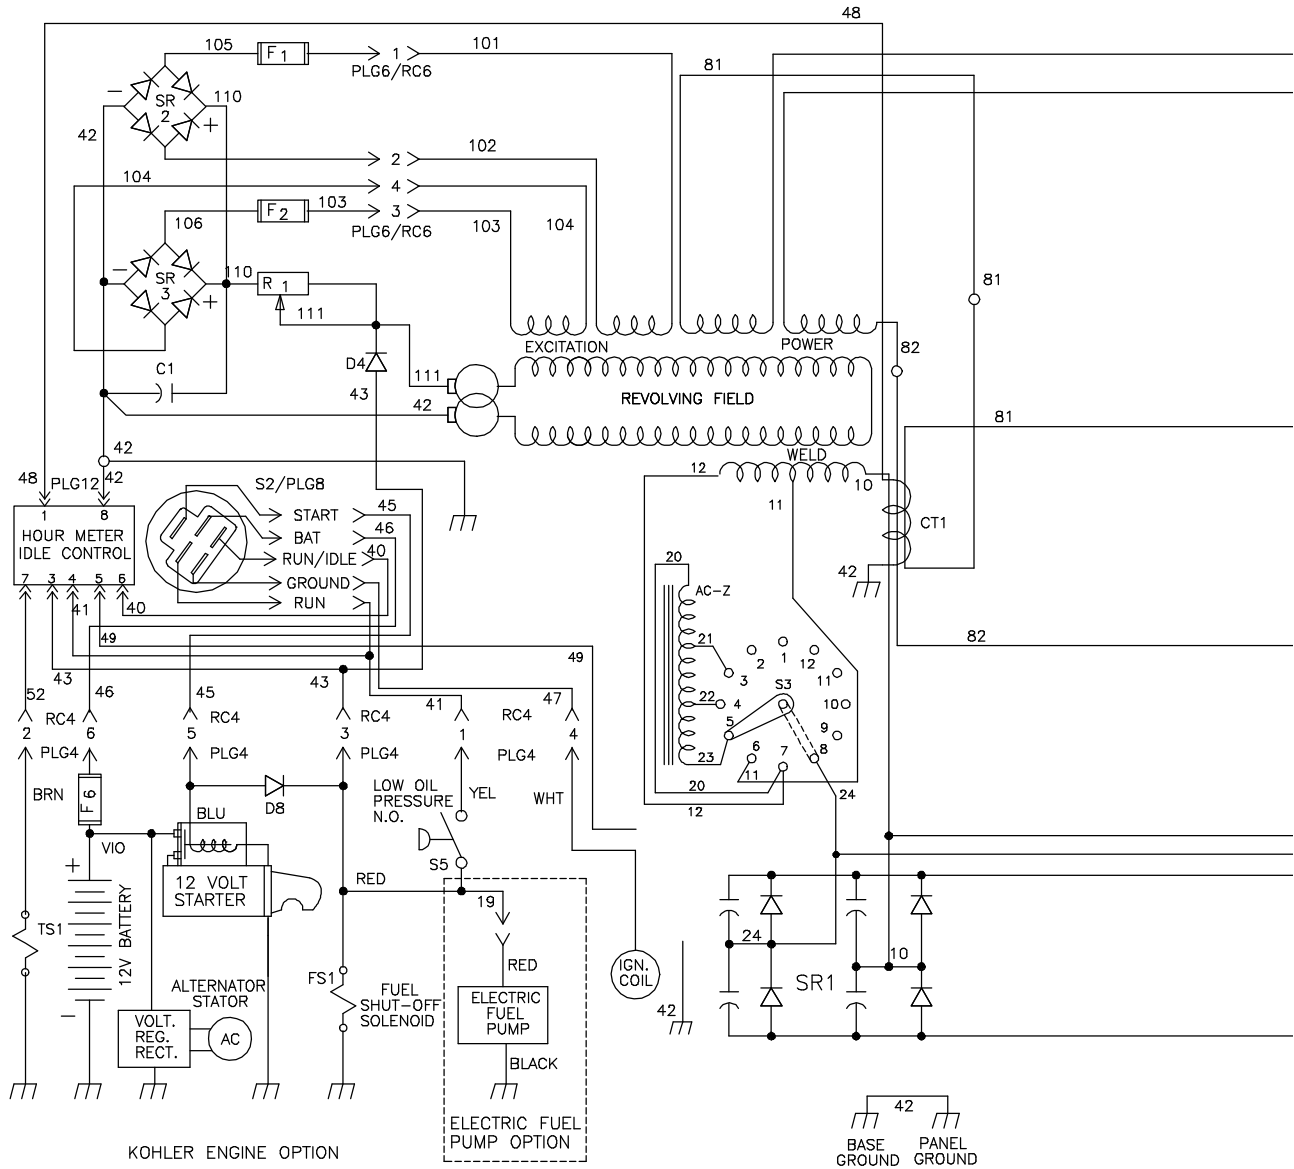 48
105
F1
1
101
PLG6/RC6
81
−
SR
2
110
+
42
2
102
104
4
F2
103
3
106
PLG6/RC6
103
104
−
SR
3
110
+
R 1
111
81
EXCITATION
POWER
82
C1
D4
43
111
42
REVOLVING FIELD
81
WELD
42
48
PLG12
42
S2/PLG8
12
11
10
1
8
HOUR METER
IDLE CONTROL
7
3
4
5
6
START
45
BAT
46
RUN/IDLE
40
GROUND
RUN
CT1
42
41
40
49
20
AC-Z
21
22
23
1
2
3
4
5
6
7
8
9
10
11
12
S3
82
43
46
45
43
49
52
41
47
RC4
RC4
RC4
RC4
2
6
5
3
1
4
PLG4
PLG4
PLG4
PLG4
11
20
12
24
BRN
F6
BLU
D8
LOW OIL
PRESSURE
N.O.
YEL
WHT
VIO
S5
+
12 VOLT
STARTER
RED
19
TS1
12V BATTERY
−
24
10
SR1
RED
IGN.
COIL
42
ALTERNATOR
STATOR
FS1
FUEL
SHUT-OFF
SOLENOID
ELECTRIC
FUEL
PUMP
VOLT.
REG.
RECT.
AC
BLACK
42
BASE
GROUND
PANEL
GROUND
ELECTRIC FUEL
PUMP OPTION
KOHLER ENGINE OPTION